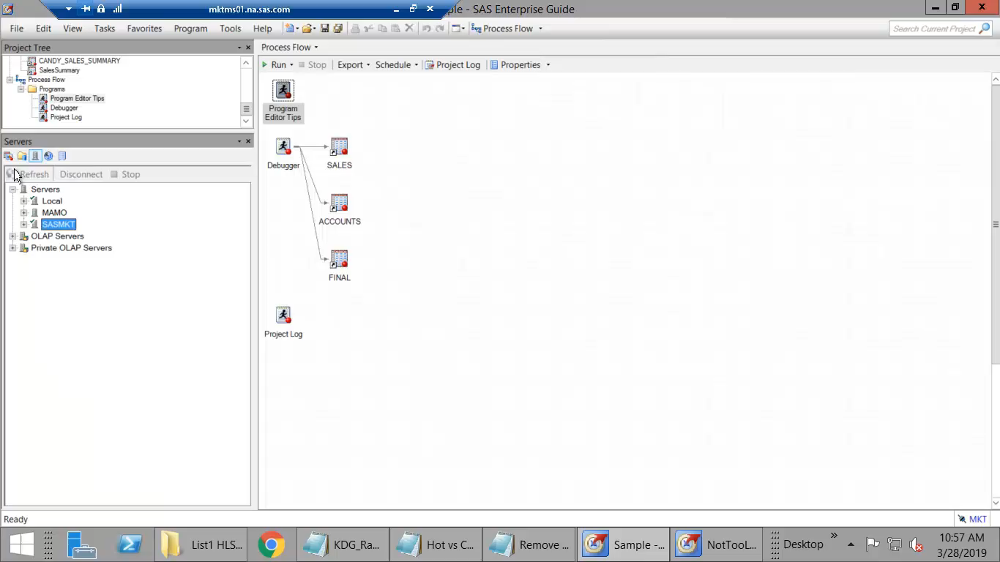 mktms01.na.sas.com
ple - SAS Enterprise Guide
File Edit View Tasks Favorites Program Tools Help Process Flow Search Current Project
Project Tree
CANDY_SALES_SUMMARY
SalesSummary
Process Flow
Programs
Program Editor Tips
Debugger
Project Log
Servers
Refresh Disconnect Stop
Servers
Local
MAMO
SASMKT
OLAP Servers
Private OLAP Servers
Process Flow
Run Stop Export Schedule Project Log Properties
Program
Editor Tips
Debugger
SALES
ACCOUNTS
FINAL
Project Log
Ready
MKT
List1 HLS...
KDG_Ra...
Hot vs C...
Remove ...
Sample -...
NotTooL...
Desktop
10:57 AM
3/28/2019